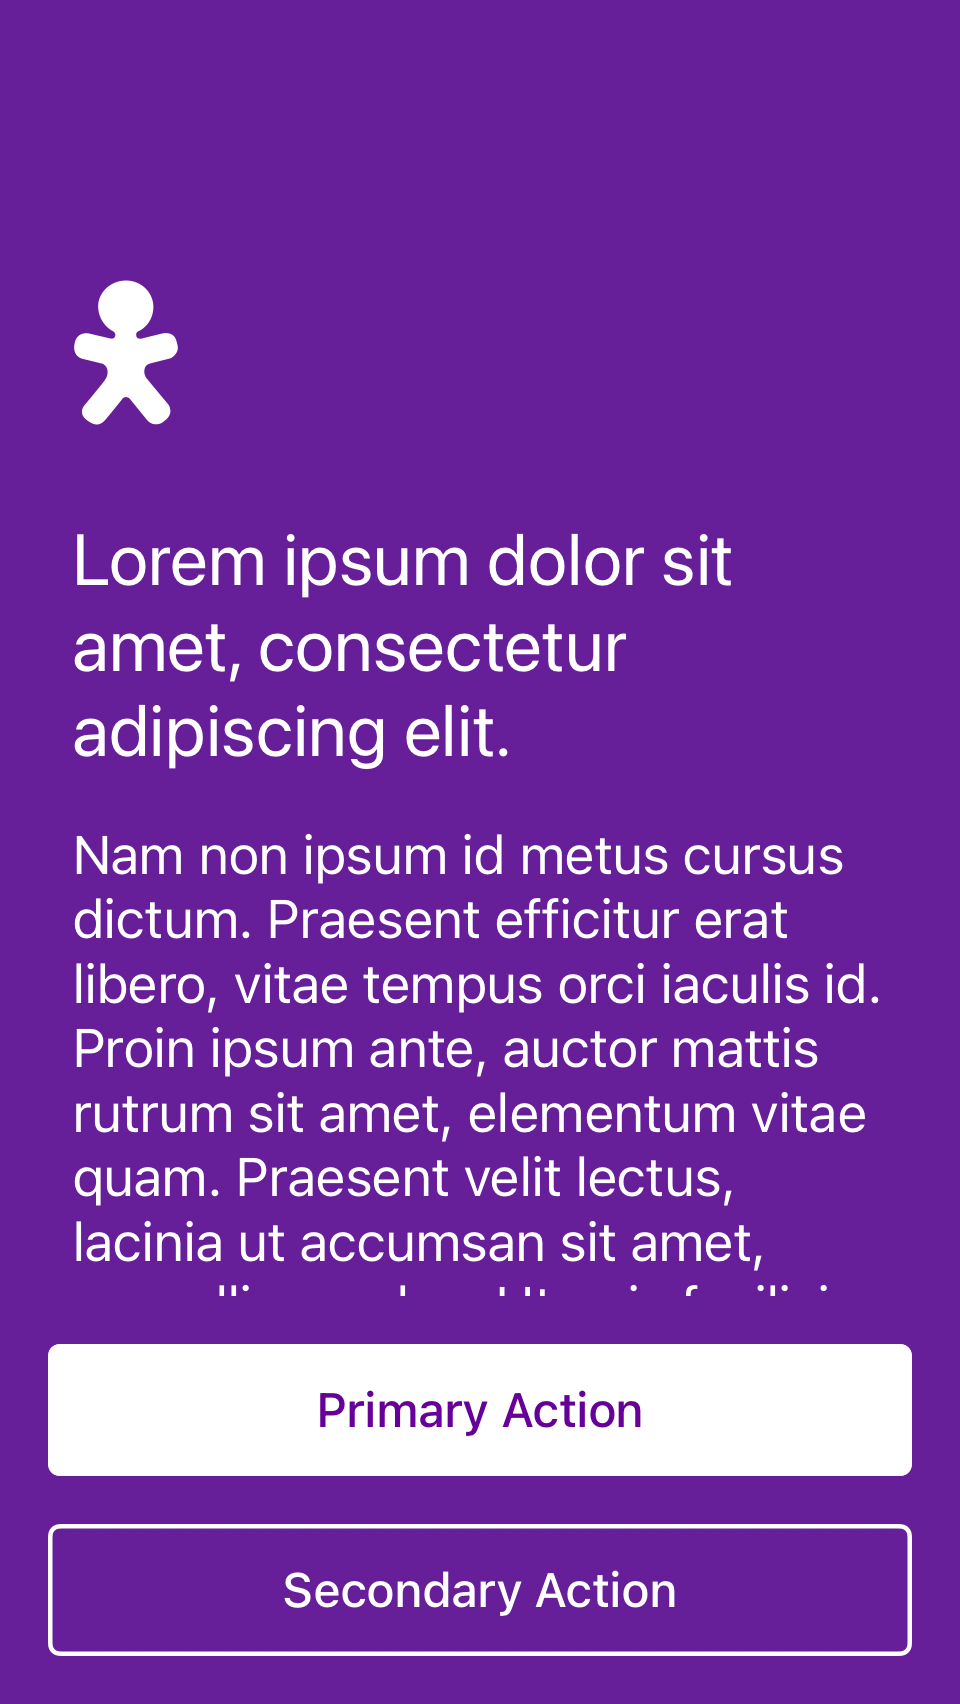 Lorem ipsum dolor sit
amet, consectetur
adipiscing elit.
Nam non ipsum id metus cursus
dictum. Praesent efficitur erat
libero, vitae tempus orci iaculis id.
Proin ipsum ante, auctor mattis
rutrum sit amet, elementum vitae
quam. Praesent velit lectus,
lacinia ut accumsan sit amet,
Primary Action
Secondary Action